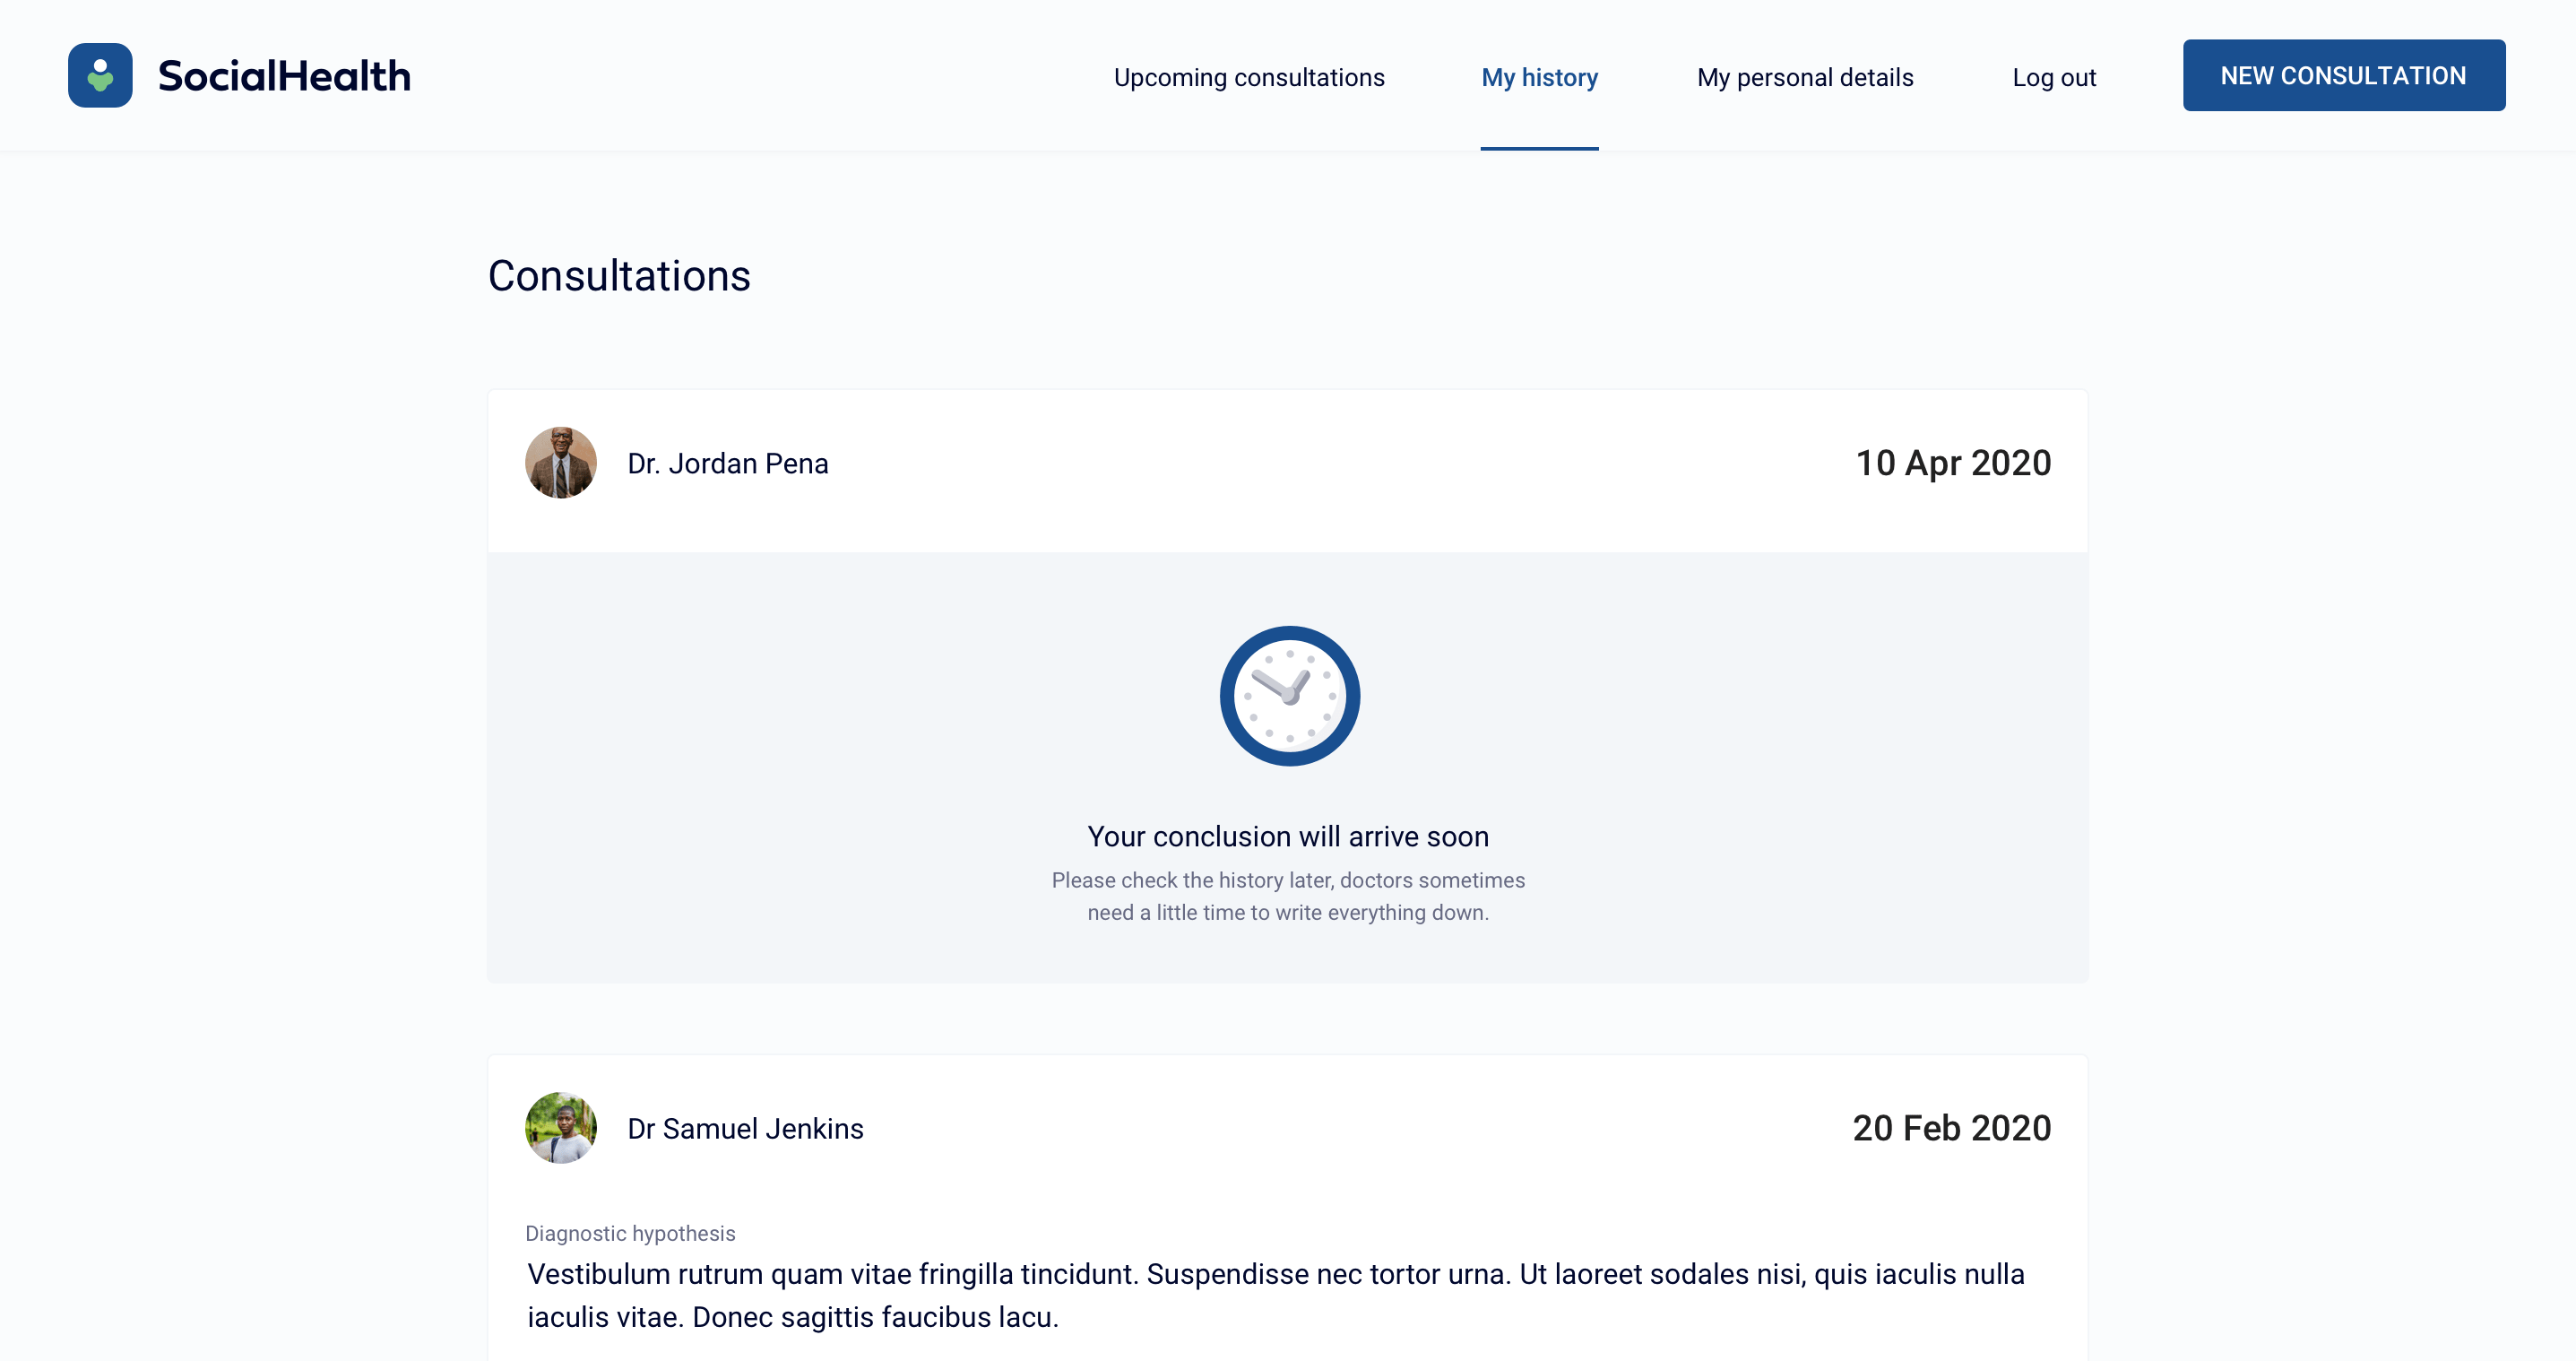 SocialHealth
Upcoming consultations
My history
My personal details
Log out
NEW CONSULTATION
Consultations
Dr. Jordan Pena
10 Apr 2020
Your conclusion will arrive soon
Please check the history later, doctors sometimes
need a little time to write everything down.
Dr Samuel Jenkins
20 Feb 2020
Diagnostic hypothesis
Vestibulum rutrum quam vitae fringilla tincidunt. Suspendisse nec tortor urna. Ut laoreet sodales nisi, quis iaculis nulla
iaculis vitae. Donec sagittis faucibus lacu.